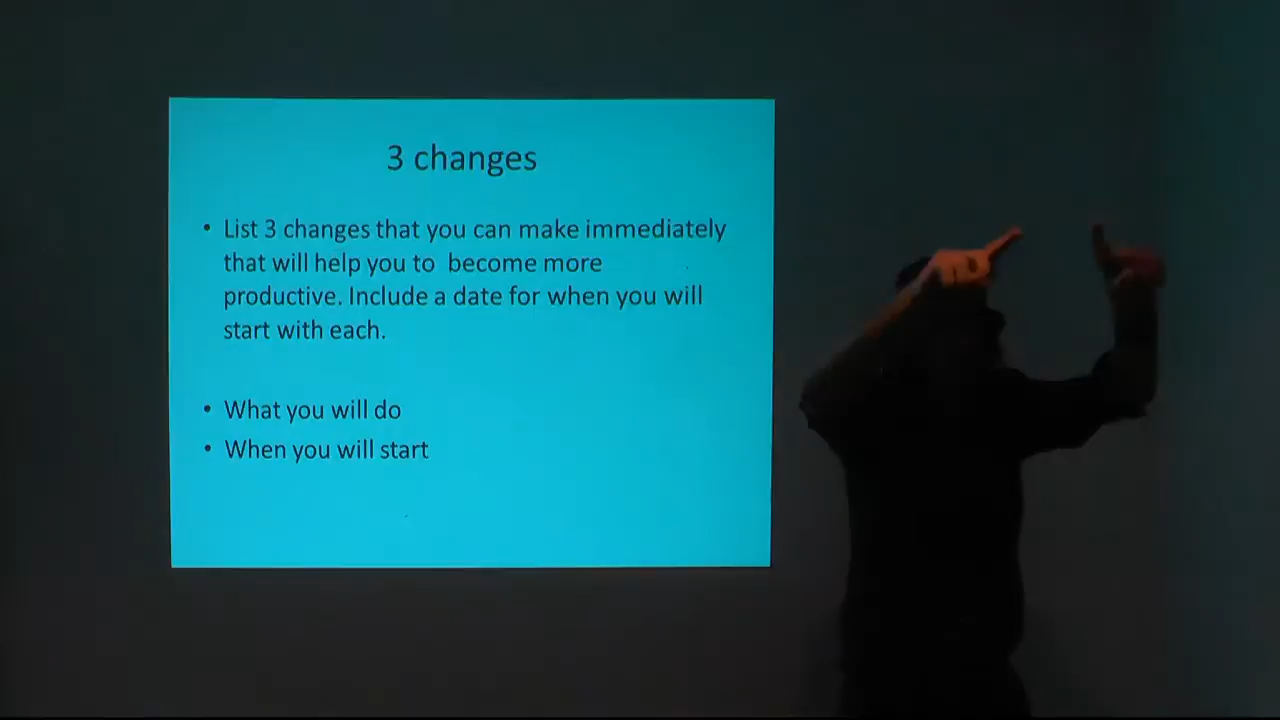 3 changes
• List 3 changes that you can make immediately
that will help you to  become more
productive. Include a date for when you will
start with each.
• What you will do
• When you will start